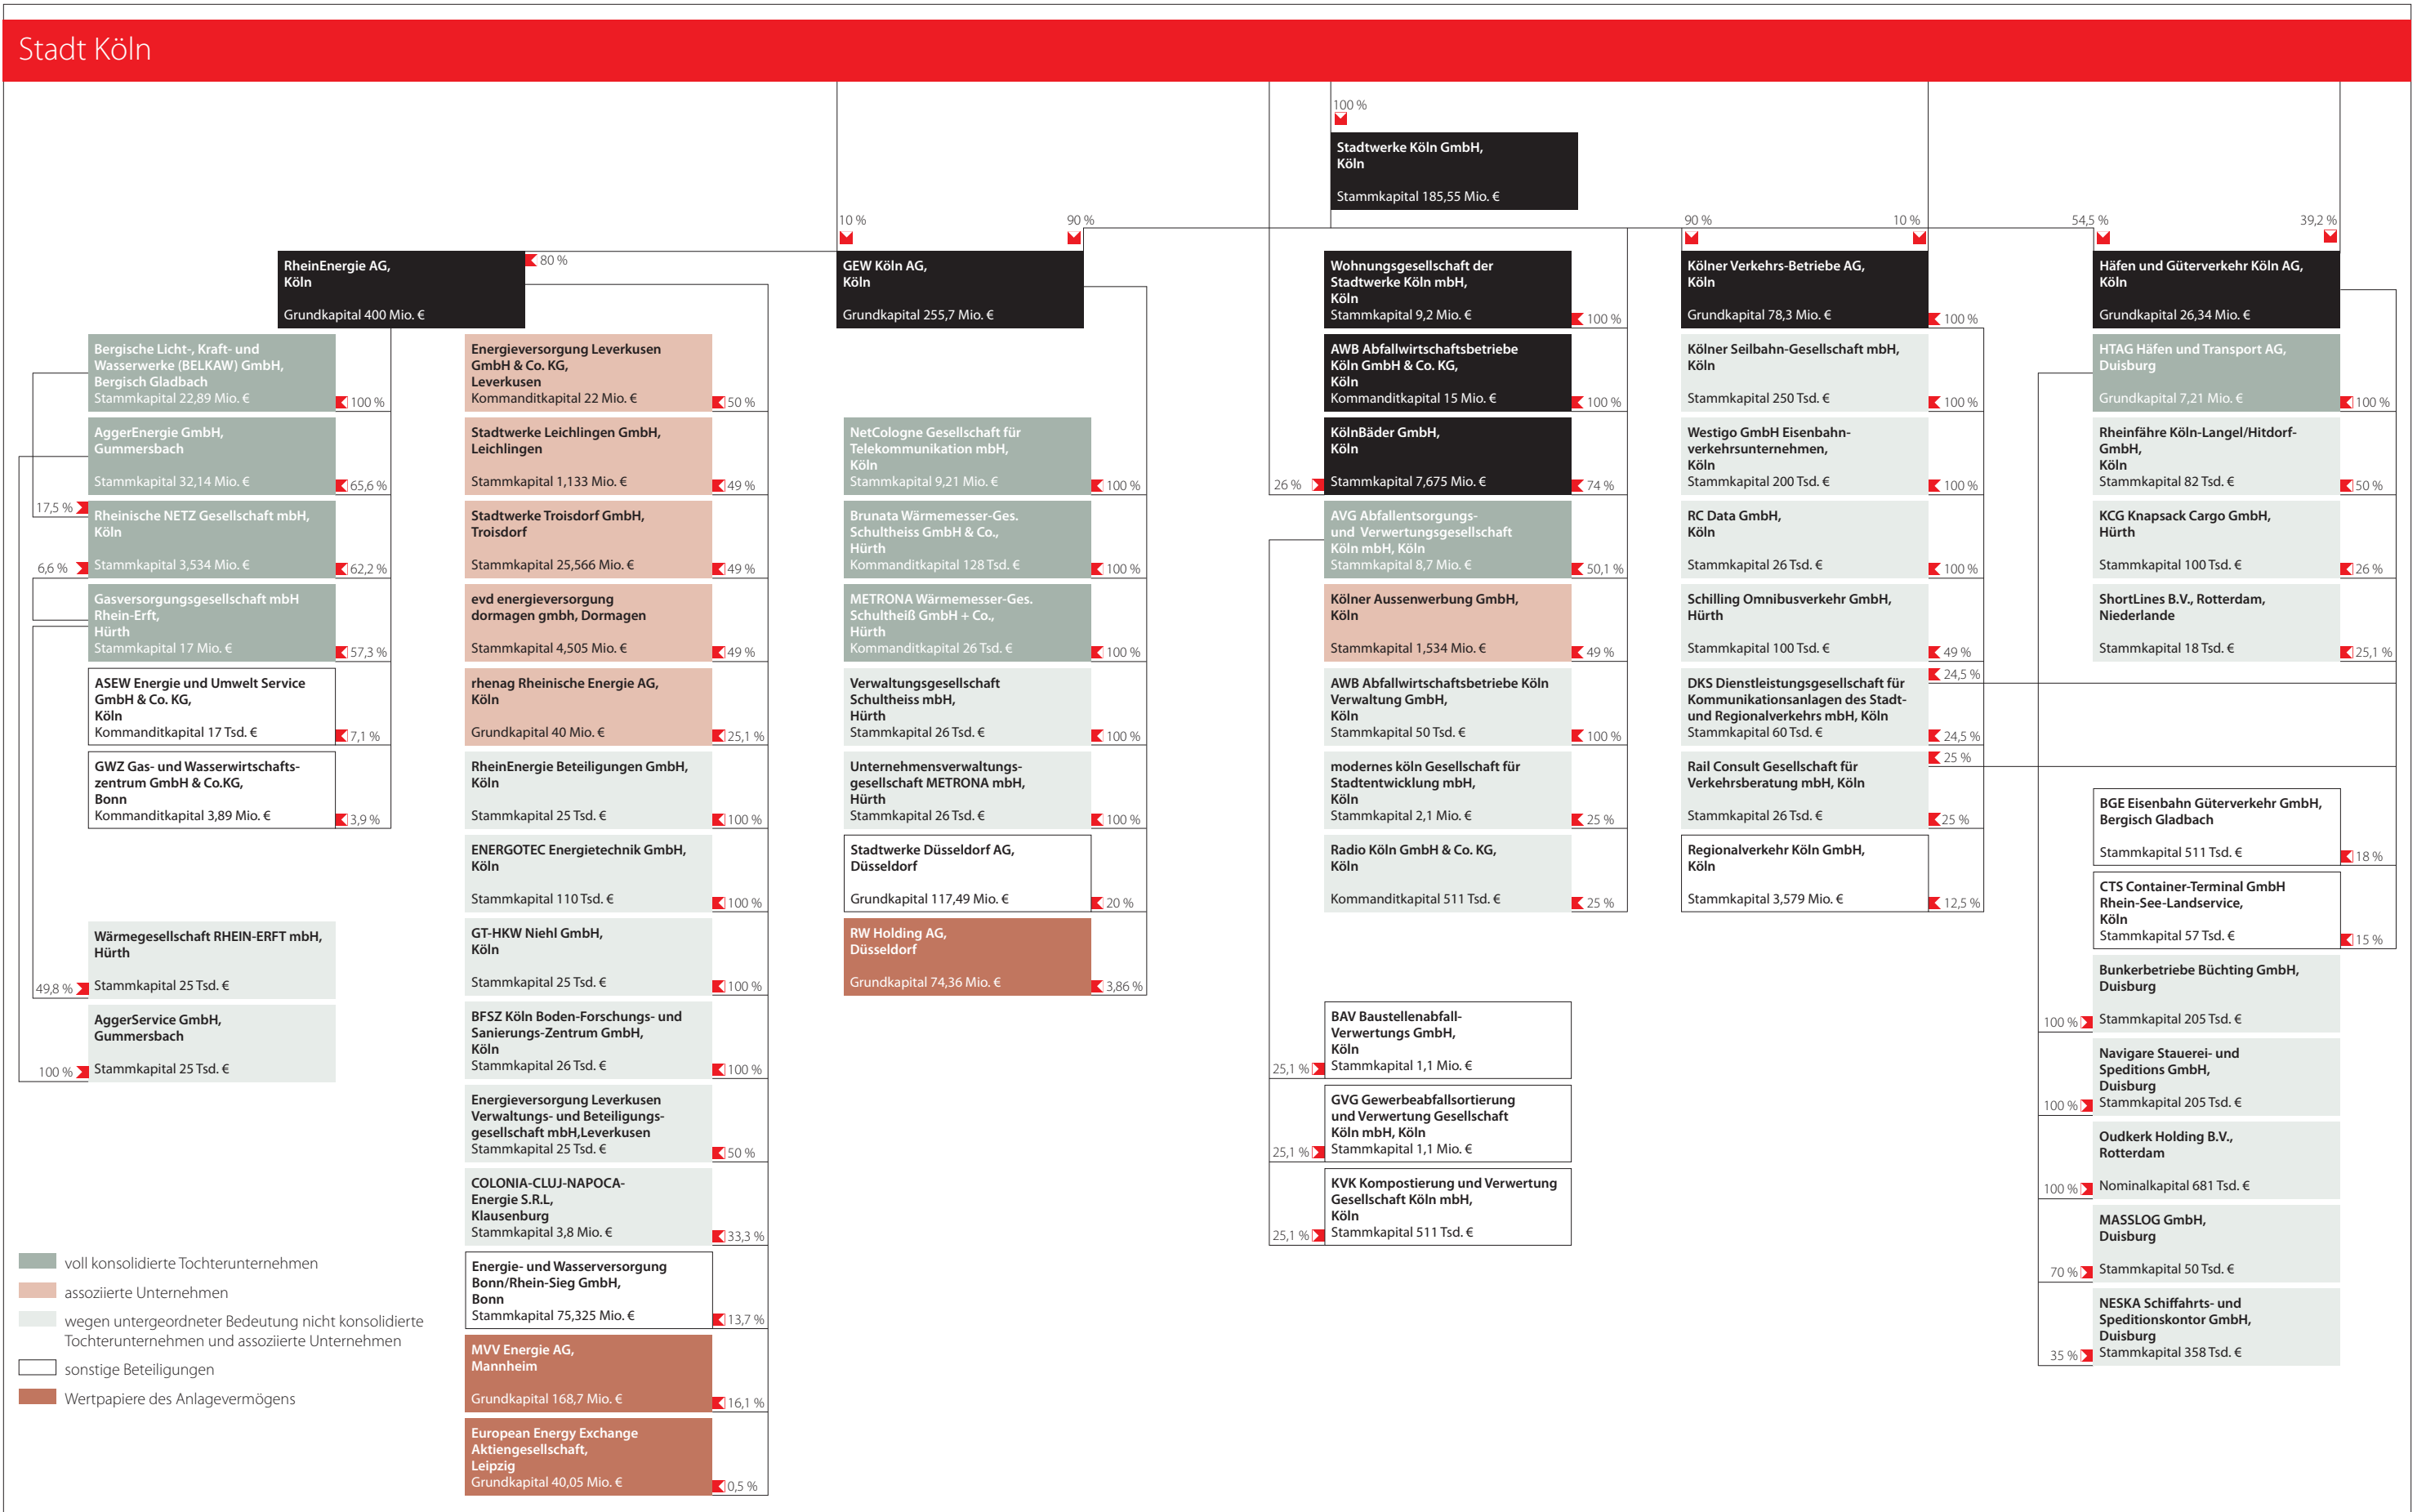 Stadt Köln
100 %
Stadtwerke Köln GmbH,
Köln
Stammkapital 185,55 Mio. €
10 %
90 %
90 %
10 %
54,5 %
39,2 %
RheinEnergie AG,
Köln
Grundkapital 400 Mio. €
80 %
GEW Köln AG,
Köln
Grundkapital 255,7 Mio. €
Wohnungsgesellschaft der
Stadtwerke Köln mbH,
Köln
Stammkapital 9,2 Mio. €
100 %
Kölner Verkehrs-Betriebe AG,
Köln
Grundkapital 78,3 Mio. €
100 %
Häfen und Güterverkehr Köln AG,
Köln
Grundkapital 26,34 Mio. €
Bergische Licht-, Kraft- und
Wasserwerke (BELKAW) GmbH,
Bergisch Gladbach
Stammkapital 22,89 Mio. €
100 %
AggerEnergie GmbH,
Gummersbach
Stammkapital 32,14 Mio. €
65,6 %
17,5 %
Rheinische NETZ Gesellschaft mbH,
Köln
6,6 %
Stammkapital 3,534 Mio. €
62,2 %
Gasversorgungsgesellschaft mbH
Rhein-Erft,
Hürth
Stammkapital 17 Mio. €
57,3 %
ASEW Energie und Umwelt Service
GmbH & Co. KG,
Köln
Kommanditkapital 17 Tsd. €
7,1 %
GWZ Gas- und Wasserwirtschafts-
zentrum GmbH & Co.KG,
Bonn
Kommanditkapital 3,89 Mio. €
3,9 %
Wärmegesellschaft RHEIN-ERFT mbH,
Hürth
49,8 %
Stammkapital 25 Tsd. €
AggerService GmbH,
Gummersbach
100 %
Stammkapital 25 Tsd. €
Energieversorgung Leverkusen
GmbH & Co. KG,
Leverkusen
Kommanditkapital 22 Mio. €
50 %
Stadtwerke Leichlingen GmbH,
Leichlingen
Stammkapital 1,133 Mio. €
49 %
Stadtwerke Troisdorf GmbH,
Troisdorf
Stammkapital 25,566 Mio. €
49 %
evd energieversorgung
dormagen gmbh, Dormagen
Stammkapital 4,505 Mio. €
49 %
rhenag Rheinische Energie AG,
Köln
Grundkapital 40 Mio. €
25,1 %
RheinEnergie Beteiligungen GmbH,
Köln
Stammkapital 25 Tsd. €
100 %
ENERGOTEC Energietechnik GmbH,
Köln
Stammkapital 110 Tsd. €
100 %
GT-HKW Niehl GmbH,
Köln
Stammkapital 25 Tsd. €
100 %
BFSZ Köln Boden-Forschungs- und
Sanierungs-Zentrum GmbH,
Köln
Stammkapital 26 Tsd. €
100 %
Energieversorgung Leverkusen
Verwaltungs- und Beteiligungs-
gesellschaft mbH,Leverkusen
Stammkapital 25 Tsd. €
50 %
COLONIA-CLUJ-NAPOCA-
Energie S.R.L,
Klausenburg
Stammkapital 3,8 Mio. €
33,3 %
Energie- und Wasserversorgung
Bonn/Rhein-Sieg GmbH,
Bonn
Stammkapital 75,325 Mio. €
13,7 %
MVV Energie AG,
Mannheim
Grundkapital 168,7 Mio. €
16,1 %
European Energy Exchange
Aktiengesellschaft,
Leipzig
Grundkapital 40,05 Mio. €
0,5 %
NetCologne Gesellschaft für
Telekommunikation mbH,
Köln
Stammkapital 9,21 Mio. €
100 %
Brunata Wärmemesser-Ges.
Schultheiss GmbH & Co.,
Hürth
Kommanditkapital 128 Tsd. €
100 %
METRONA Wärmemesser-Ges.
Schultheiß GmbH + Co.,
Hürth
Kommanditkapital 26 Tsd. €
100 %
Verwaltungsgesellschaft
Schultheiss mbH,
Hürth
Stammkapital 26 Tsd. €
100 %
Unternehmensverwaltungs-
gesellschaft METRONA mbH,
Hürth
Stammkapital 26 Tsd. €
100 %
Stadtwerke Düsseldorf AG,
Düsseldorf
Grundkapital 117,49 Mio. €
20 %
RW Holding AG,
Düsseldorf
Grundkapital 74,36 Mio. €
3,86 %
AWB Abfallwirtschaftsbetriebe
Köln GmbH & Co. KG,
Köln
Kommanditkapital 15 Mio. €
100 %
KölnBäder GmbH,
Köln
26 %
Stammkapital 7,675 Mio. €
74 %
AVG Abfallentsorgungs-
und Verwertungsgesellschaft
Köln mbH, Köln
Stammkapital 8,7 Mio. €
50,1 %
Kölner Aussenwerbung GmbH,
Köln
Stammkapital 1,534 Mio. €
49 %
AWB Abfallwirtschaftsbetriebe Köln
Verwaltung GmbH,
Köln
Stammkapital 50 Tsd. €
100 %
modernes köln Gesellschaft für
Stadtentwicklung mbH,
Köln
Stammkapital 2,1 Mio. €
25 %
Radio Köln GmbH & Co. KG,
Köln
Kommanditkapital 511 Tsd. €
25 %
BAV Baustellenabfall-
Verwertungs GmbH,
Köln
25,1 %
Stammkapital 1,1 Mio. €
GVG Gewerbeabfallsortierung
und Verwertung Gesellschaft
Köln mbH, Köln
25,1 %
Stammkapital 1,1 Mio. €
KVK Kompostierung und Verwertung
Gesellschaft Köln mbH,
Köln
25,1 %
Stammkapital 511 Tsd. €
Kölner Seilbahn-Gesellschaft mbH,
Köln
Stammkapital 250 Tsd. €
100 %
Westigo GmbH Eisenbahn-
verkehrsunternehmen,
Köln
Stammkapital 200 Tsd. €
100 %
RC Data GmbH,
Köln
Stammkapital 26 Tsd. €
100 %
Schilling Omnibusverkehr GmbH,
Hürth
Stammkapital 100 Tsd. €
49 %
24,5 %
DKS Dienstleistungsgesellschaft für
Kommunikationsanlagen des Stadt-
und Regionalverkehrs mbH, Köln
Stammkapital 60 Tsd. €
24,5 %
25 %
Rail Consult Gesellschaft für
Verkehrsberatung mbH, Köln
Stammkapital 26 Tsd. €
25 %
Regionalverkehr Köln GmbH,
Köln
Stammkapital 3,579 Mio. €
12,5 %
HTAG Häfen und Transport AG,
Duisburg
Grundkapital 7,21 Mio. €
100 %
Rheinfähre Köln-Langel/Hitdorf-
GmbH,
Köln
Stammkapital 82 Tsd. €
50 %
KCG Knapsack Cargo GmbH,
Hürth
Stammkapital 100 Tsd. €
26 %
ShortLines B.V., Rotterdam,
Niederlande
Stammkapital 18 Tsd. €
25,1 %
BGE Eisenbahn Güterverkehr GmbH,
Bergisch Gladbach
Stammkapital 511 Tsd. €
18 %
CTS Container-Terminal GmbH
Rhein-See-Landservice,
Köln
Stammkapital 57 Tsd. €
15 %
Bunkerbetriebe Büchting GmbH,
Duisburg
100 %
Stammkapital 205 Tsd. €
Navigare Stauerei- und
Speditions GmbH,
Duisburg
100 %
Stammkapital 205 Tsd. €
Oudkerk Holding B.V.,
Rotterdam
100 %
Nominalkapital 681 Tsd. €
MASSLOG GmbH,
Duisburg
70 %
Stammkapital 50 Tsd. €
NESKA Schiffahrts- und
Speditionskontor GmbH,
Duisburg
35 %
Stammkapital 358 Tsd. €
voll konsolidierte Tochterunternehmen
assoziierte Unternehmen
wegen untergeordneter Bedeutung nicht konsolidierte
Tochterunternehmen und assoziierte Unternehmen
sonstige Beteiligungen
Wertpapiere des Anlagevermögens